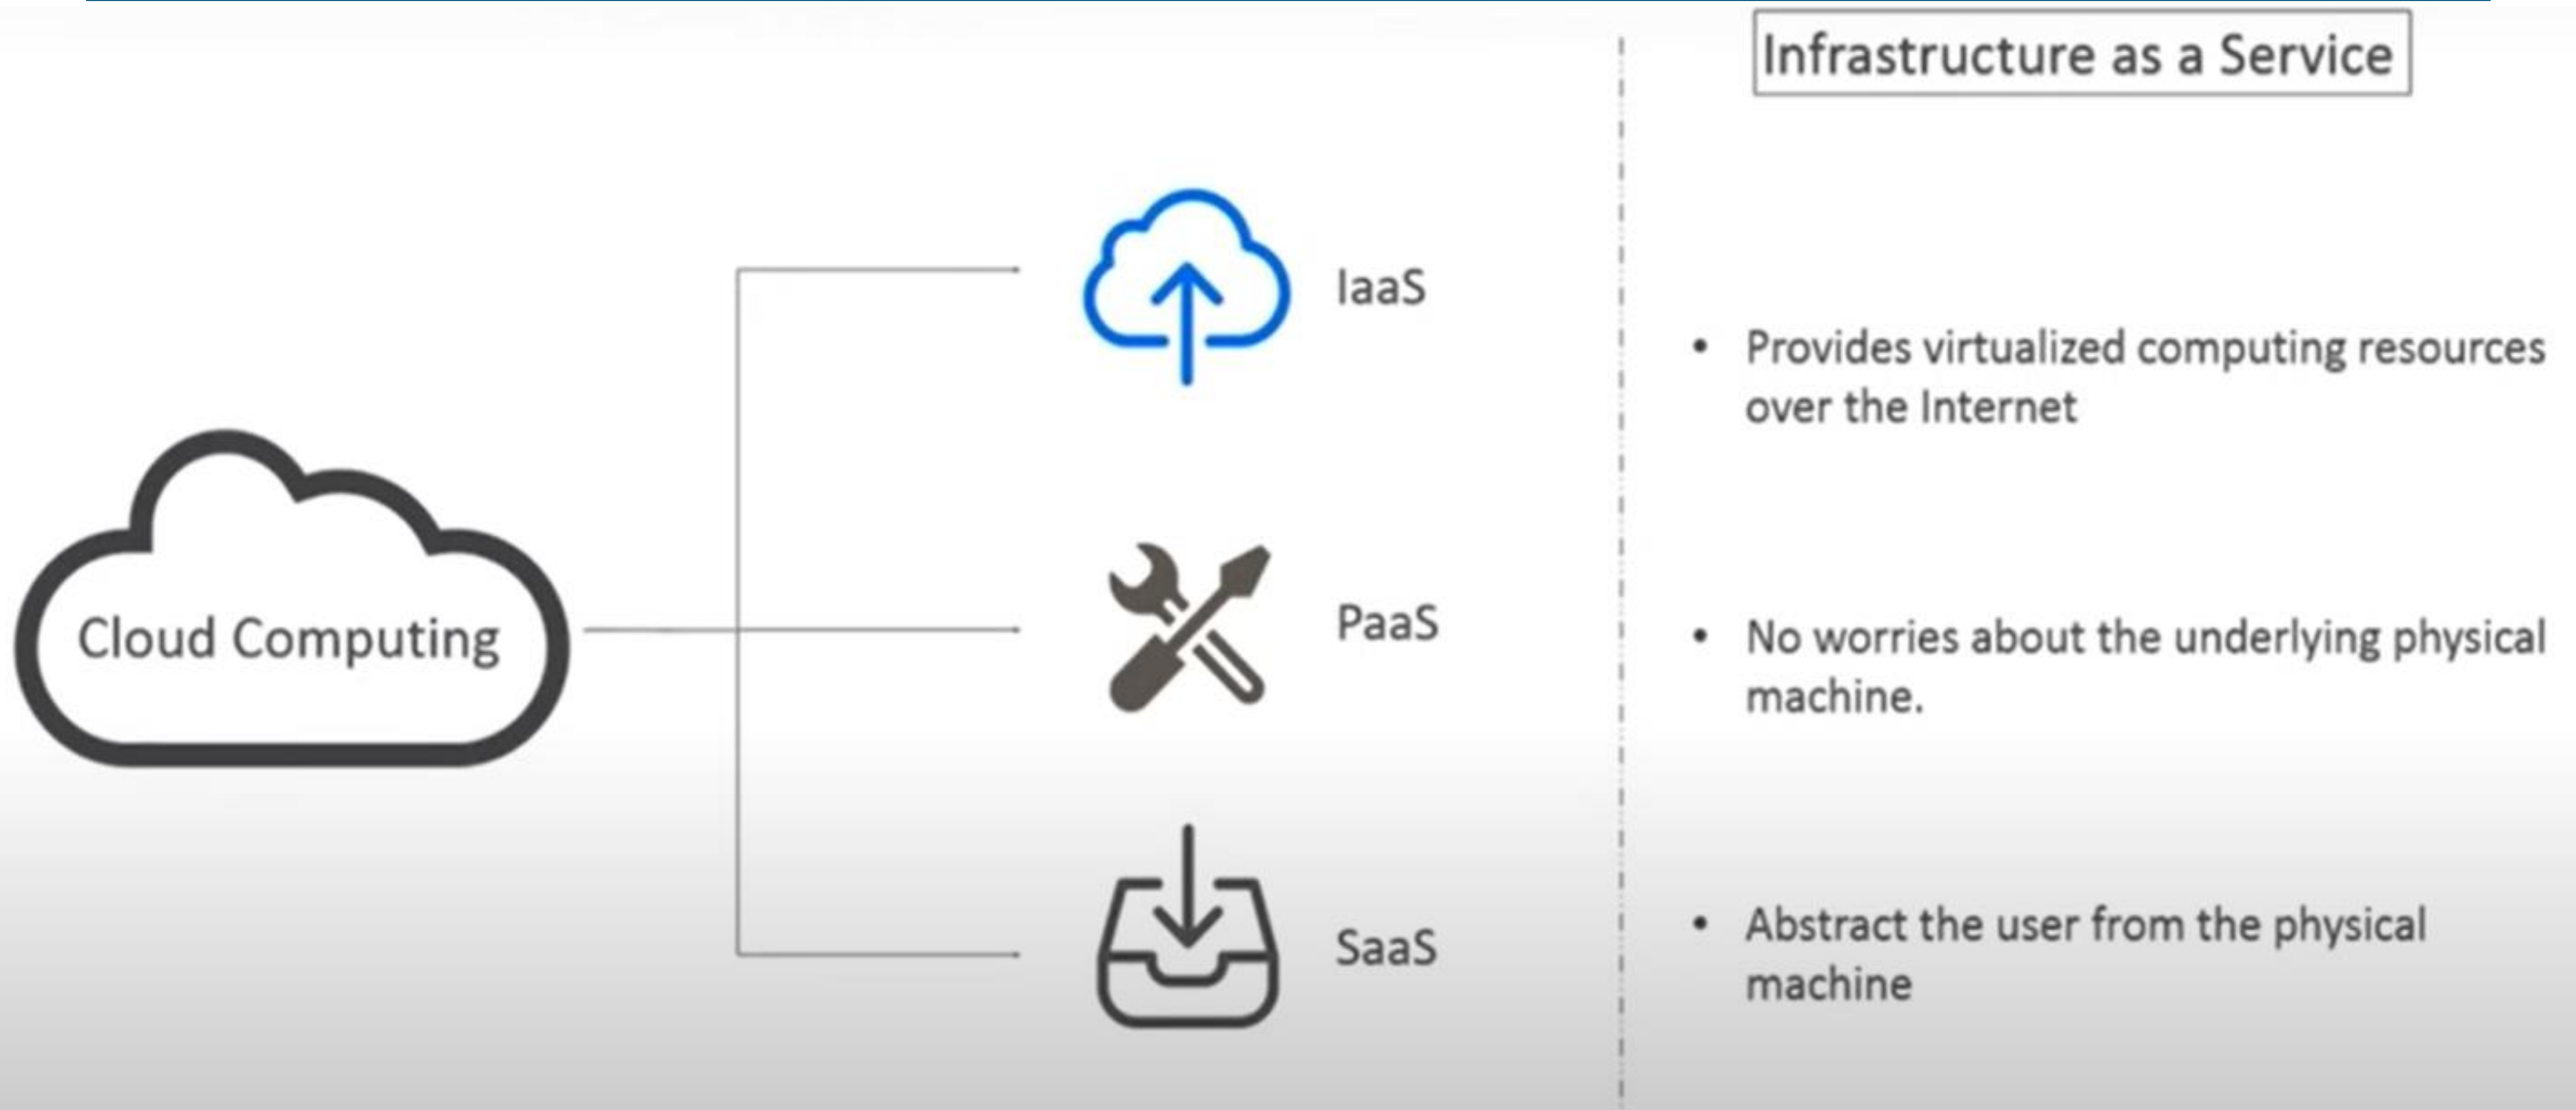 Infrastructure as a Service
Cloud Computing
IaaS
PaaS
SaaS
• Provides virtualized computing resources
over the Internet
• No worries about the underlying physical
machine.
• Abstract the user from the physical
machine